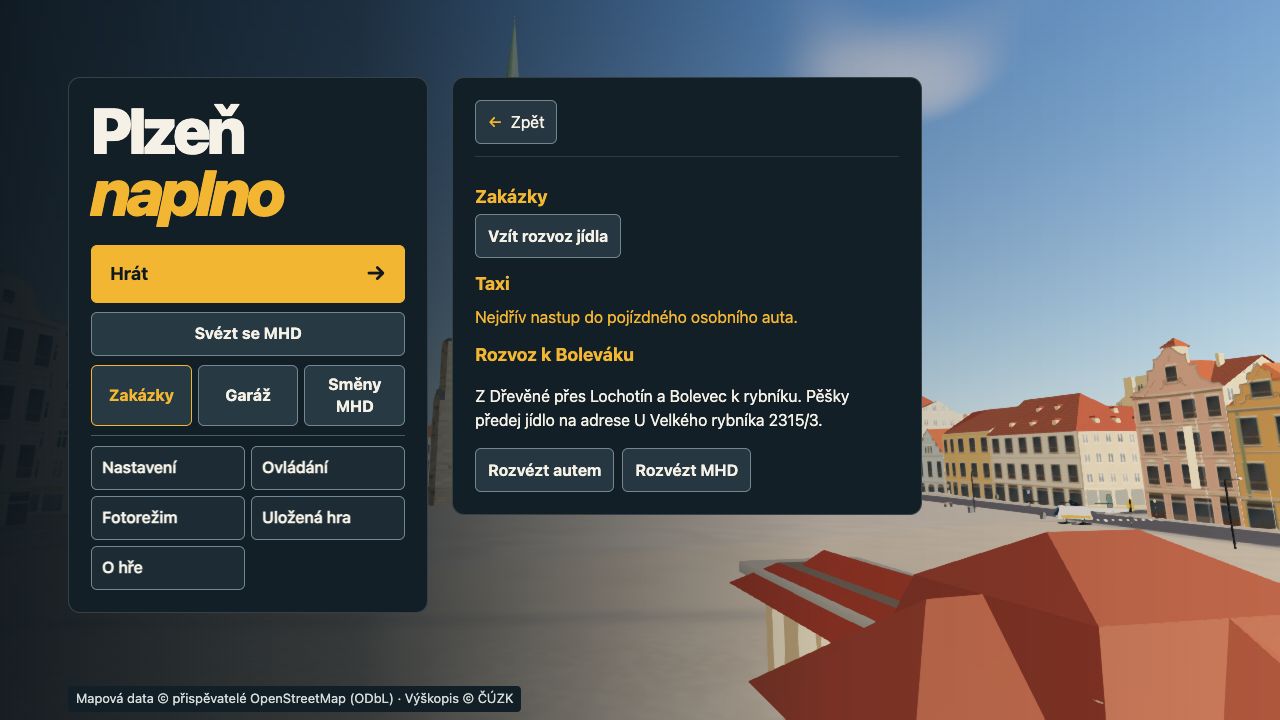 Plzeň
naplno
Hrát
Svézt se MHD
Zakázky
Garáž
Směny
MHD
Nastavení
Ovládání
Fotorežim
Uložená hra
O hře
Zpět
Zakázky
Vzít rozvoz jídla
Taxi
Nejdřív nastup do pojízdného osobního auta.
Rozvoz k Boleváku
Z Dřevěné přes Lochotín a Bolevec k rybníku. Pěšky
předej jídlo na adrese U Velkého rybníka 2315/3.
Rozvézt autem
Rozvézt MHD
Mapová data © přispěvatelé OpenStreetMap (ODbL) · Výškopis © ČÚZK